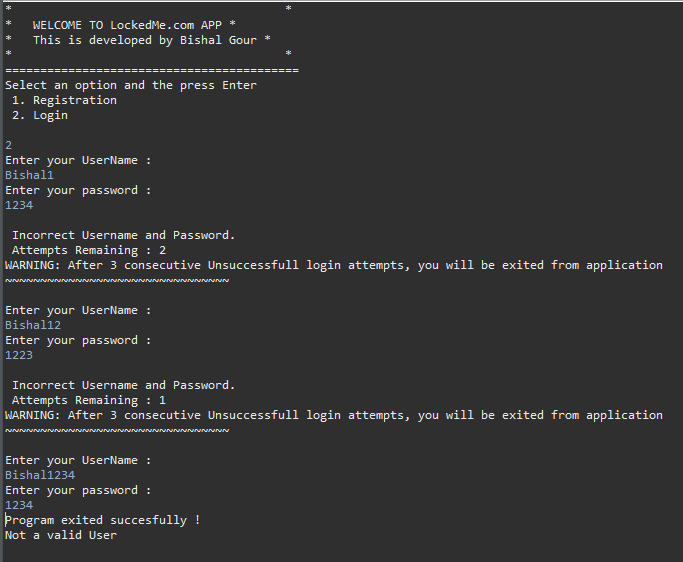 *                                       *
*   WELCOME TO LockedMe.com APP *
*   This is developed by Bishal Gour *
*                                       *
==========================================
Select an option and the press Enter
 1. Registration
 2. Login

2
Enter your UserName :
Bishal1
Enter your password :
1234

 Incorrect Username and Password.
 Attempts Remaining : 2
WARNING: After 3 consecutive Unsuccessfull login attempts, you will be exited from application
~~~~~~~~~~~~~~~~~~~~~~~~~~~~~~~~

Enter your UserName :
Bishal12
Enter your password :
1223

 Incorrect Username and Password.
 Attempts Remaining : 1
WARNING: After 3 consecutive Unsuccessfull login attempts, you will be exited from application
~~~~~~~~~~~~~~~~~~~~~~~~~~~~~~~~

Enter your UserName :
Bishal1234
Enter your password :
1234
Program exited succesfully !
Not a valid User